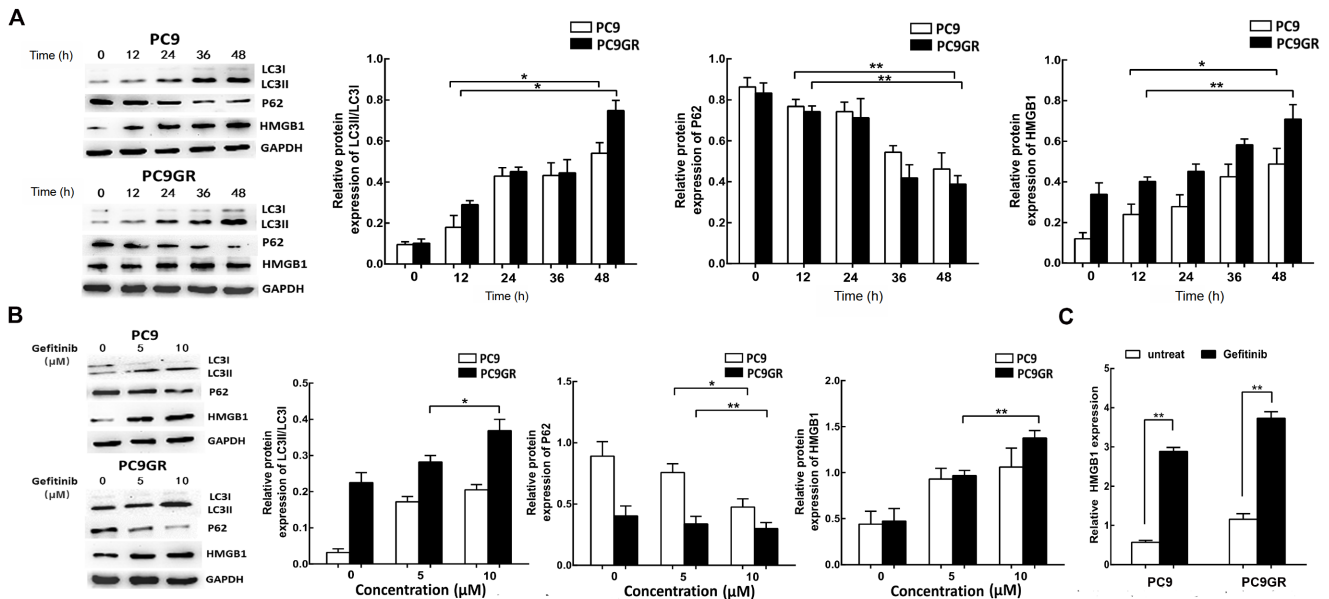 A
PC9
Time (h) 0 12 24 36 48
LC3I
LC3II
P62
HMGB1
GAPDH
PC9GR
Time (h) 0 12 24 36 48
LC3I
LC3II
P62
HMGB1
GAPDH
PC9
PC9GR
Relative protein
expression of LC3II/LC3I
1.0
0.8
0.6
0.4
0.2
0.0
*
*
0 12 24 36 48
Time (h)
PC9
PC9GR
Relative protein
expression of P62
1.0
0.8
0.6
0.4
0.2
0.0
**
**
0 12 24 36 48
Time (h)
PC9
PC9GR
Relative protein
expression of HMGB1
1.0
0.8
0.6
0.4
0.2
0.0
*
**
0 12 24 36 48
Time (h)
B
PC9
Gefitinib 0 5 10
(μM)
LC3I
LC3II
P62
HMGB1
GAPDH
PC9GR
Gefitinib 0 5 10
(μM)
LC3I
LC3II
P62
HMGB1
GAPDH
PC9
PC9GR
Relative protein
expression of LC3II/LC3I
0.5
0.4
0.3
0.2
0.1
0.0
*
0 5 10
Concentration (μM)
PC9
PC9GR
Relative protein
expression of P62
1.5
1.0
0.5
0.0
*
**
0 5 10
Concentration (μM)
PC9
PC9GR
Relative protein
expression of HMGB1
2.0
1.5
1.0
0.5
0.0
**
0 5 10
Concentration (μM)
C
untreat Gefitinib
Relative HMGB1 expression
5
4
3
2
1
0
**
**
PC9 PC9GR